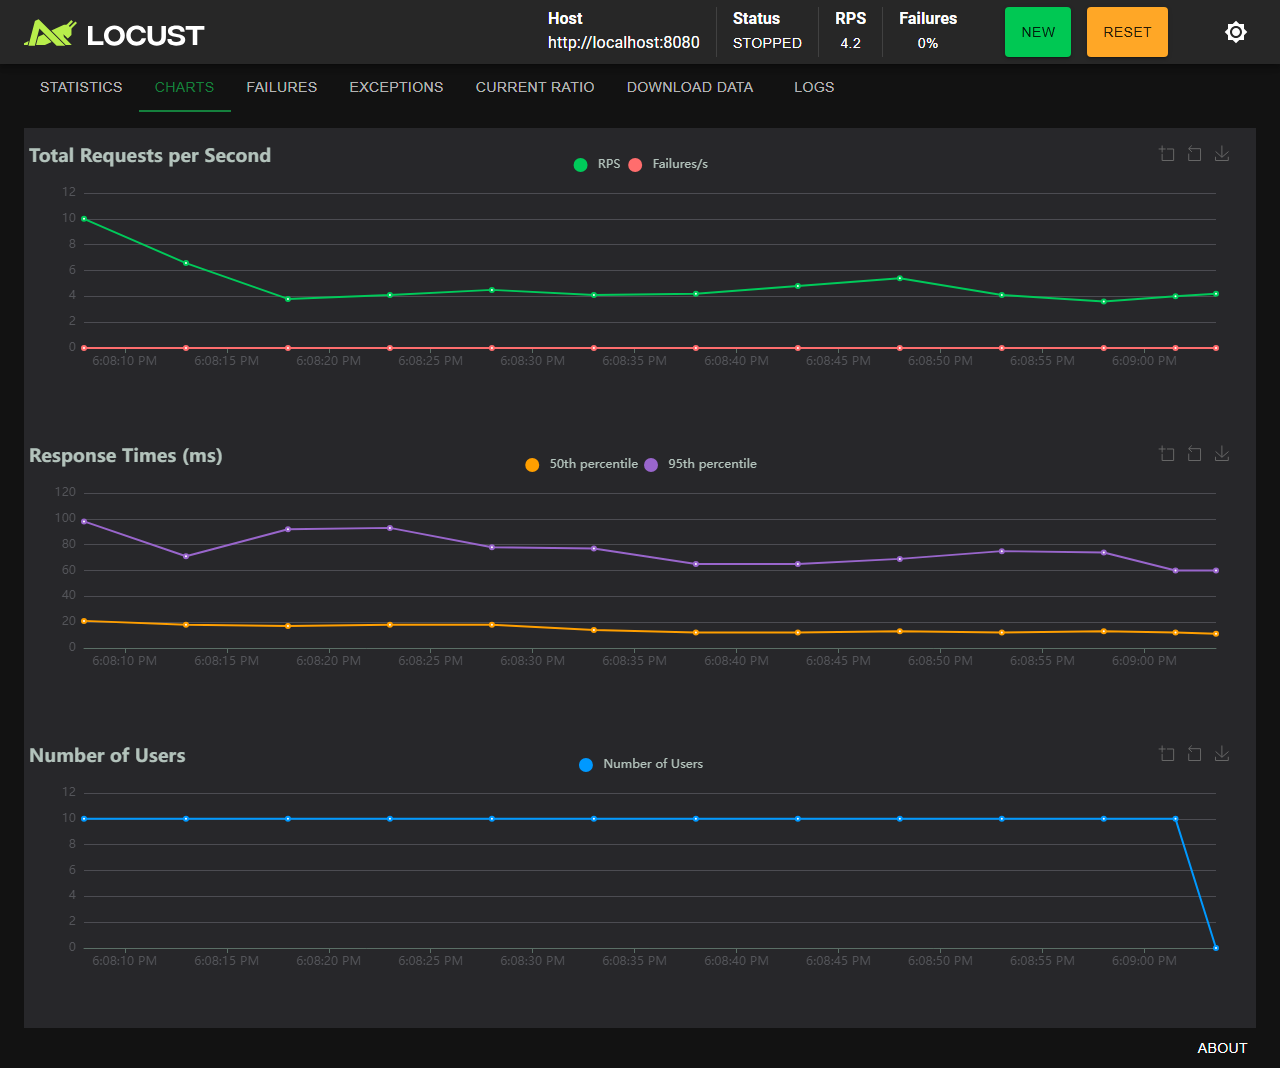 LOCUST
Host
http://localhost:8080
Status
STOPPED
RPS
4.2
Failures
0%
NEW
RESET
STATISTICS CHARTS FAILURES EXCEPTIONS CURRENT RATIO DOWNLOAD DATA LOGS
Total Requests per Second
RPS Failures/s
12
10
8
6
4
2
0
6:08:10 PM 6:08:15 PM 6:08:20 PM 6:08:25 PM 6:08:30 PM 6:08:35 PM 6:08:40 PM 6:08:45 PM 6:08:50 PM 6:08:55 PM 6:09:00 PM
Response Times (ms)
50th percentile 95th percentile
120
100
80
60
40
20
0
6:08:10 PM 6:08:15 PM 6:08:20 PM 6:08:25 PM 6:08:30 PM 6:08:35 PM 6:08:40 PM 6:08:45 PM 6:08:50 PM 6:08:55 PM 6:09:00 PM
Number of Users
Number of Users
12
10
8
6
4
2
0
6:08:10 PM 6:08:15 PM 6:08:20 PM 6:08:25 PM 6:08:30 PM 6:08:35 PM 6:08:40 PM 6:08:45 PM 6:08:50 PM 6:08:55 PM 6:09:00 PM
ABOUT